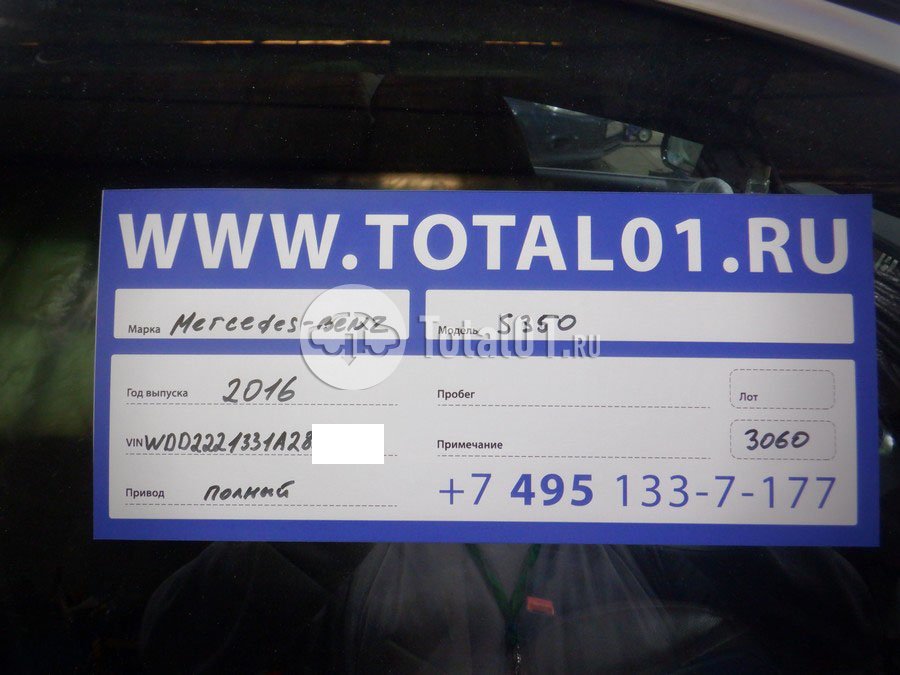 WWW.TOTAL01.RU
Марка Mercedes-Benz Модель S350
Total01.RU
Год выпуска 2016 Пробег Лот
VIN WDD2221331A28 Примечание 3060
Привод полный +7 495 133-7-177